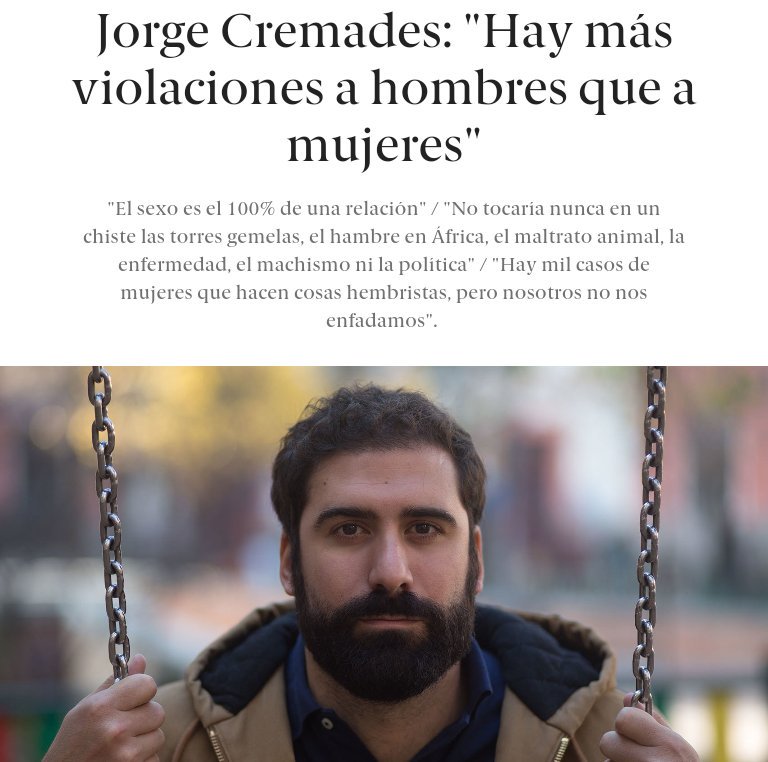 Jorge Cremades: "Hay más
violaciones a hombres que a
mujeres"
"El sexo es el 100% de una relación" / "No tocaría nunca en un
chiste las torres gemelas, el hambre en África, el maltrato animal, la
enfermedad, el machismo ni la política" / "Hay mil casos de
mujeres que hacen cosas hembristas, pero nosotros no nos
enfadamos".